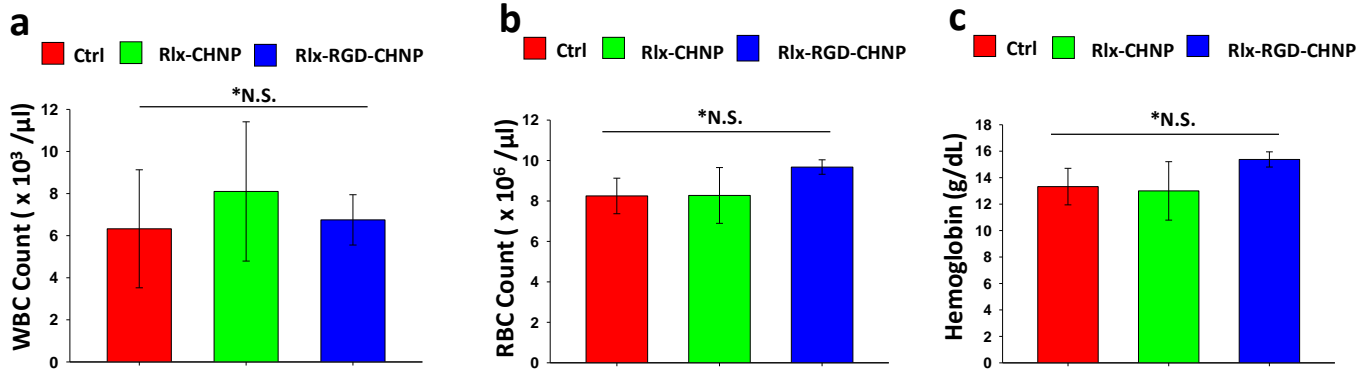 a
Ctrl Rlx-CHNP Rlx-RGD-CHNP
*N.S.
WBC Count ( x 10³ /µl)
12
10
8
6
4
2
0
b
Ctrl Rlx-CHNP Rlx-RGD-CHNP
*N.S.
RBC Count ( x 10⁶ /µl)
12
10
8
6
4
2
0
c
Ctrl Rlx-CHNP Rlx-RGD-CHNP
*N.S.
Hemoglobin (g/dL)
18
16
14
12
10
8
6
4
2
0